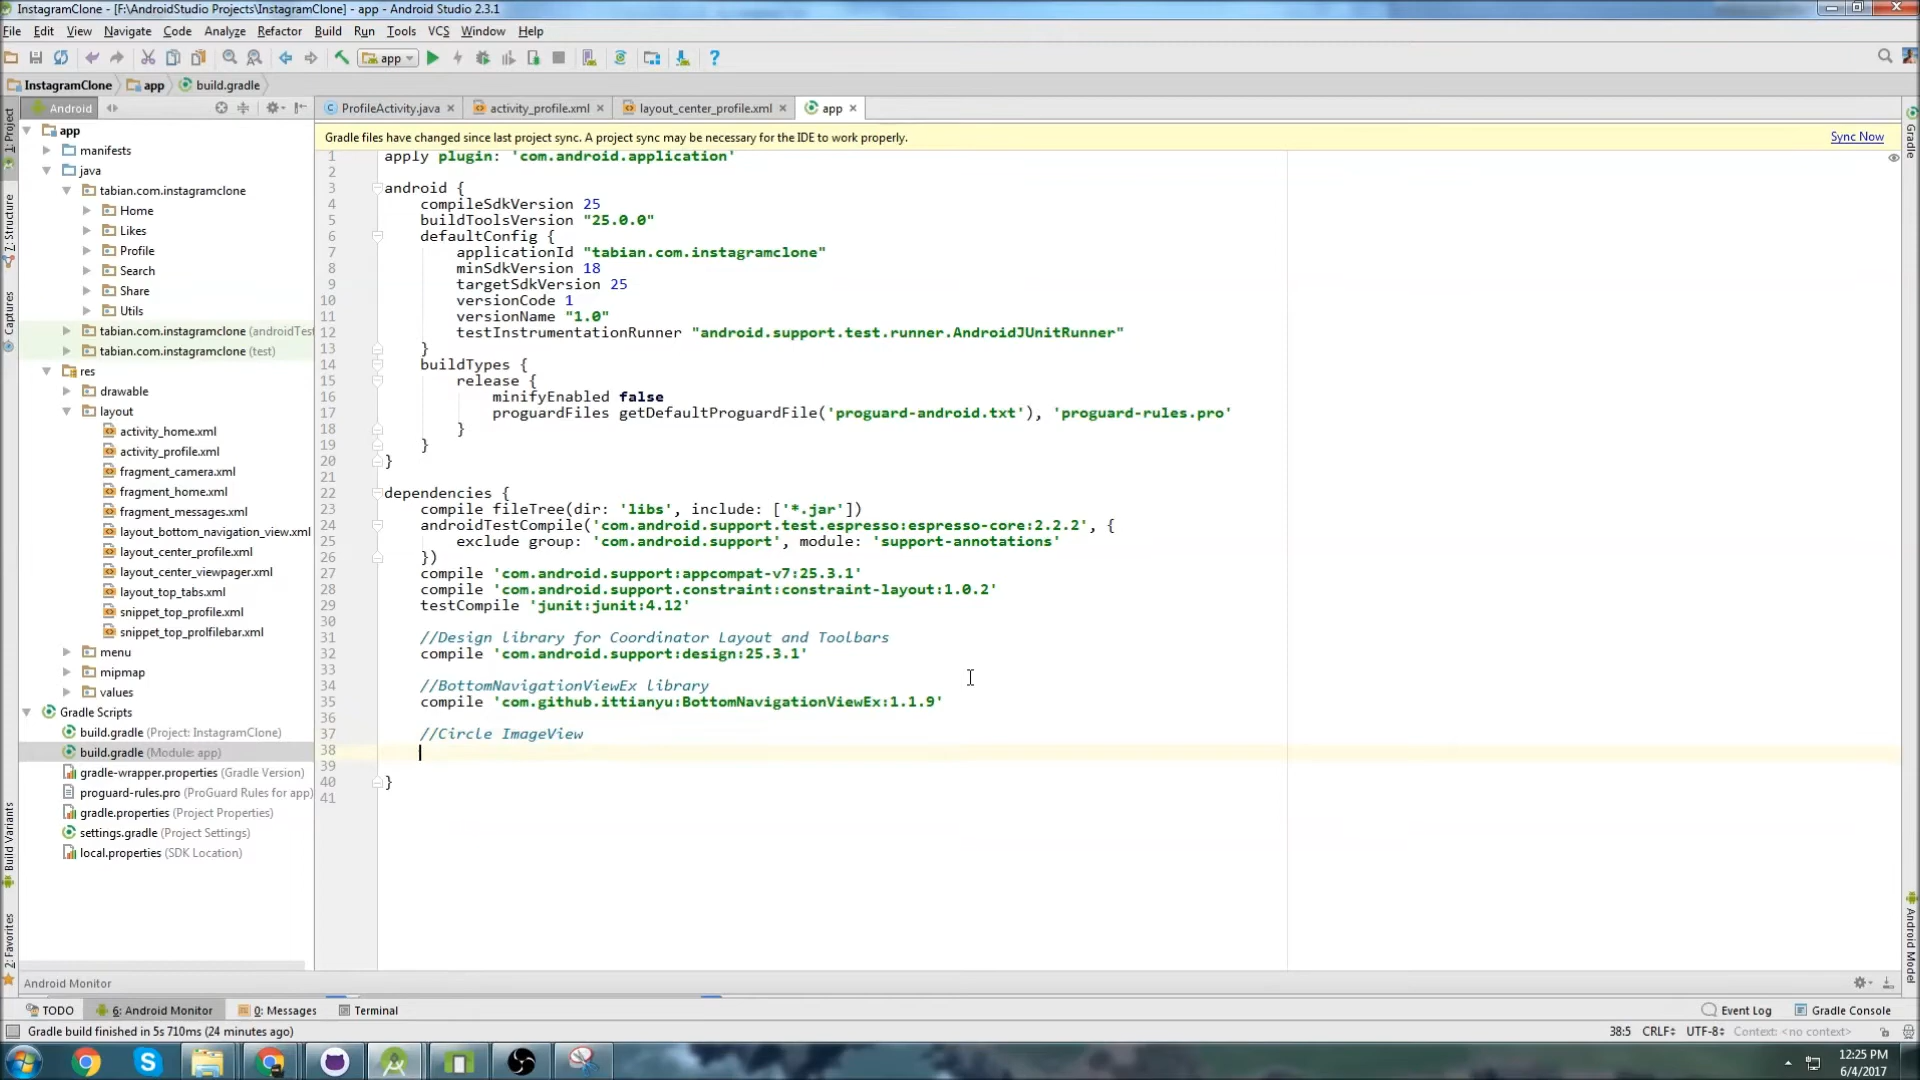 InstagramClone - [F:\AndroidStudio Projects\InstagramClone] - app - Android Studio 2.3.1
File Edit View Navigate Code Analyze Refactor Build Run Tools VCS Window Help
app
InstagramClone app build.gradle
Android ProfileActivity.java activity_profile.xml layout_center_profile.xml app
Gradle files have changed since last project sync. A project sync may be necessary for the IDE to work properly. Sync Now
1: Project
7: Structure
Captures
Build Variants
2: Favorites
app
manifests
java
tabian.com.instagramclone
Home
Likes
Profile
Search
Share
Utils
tabian.com.instagramclone (androidTest
tabian.com.instagramclone (test)
res
drawable
layout
activity_home.xml
activity_profile.xml
fragment_camera.xml
fragment_home.xml
fragment_messages.xml
layout_bottom_navigation_view.xml
layout_center_profile.xml
layout_center_viewpager.xml
layout_top_tabs.xml
snippet_top_profile.xml
snippet_top_prolfilebar.xml
menu
mipmap
values
Gradle Scripts
build.gradle (Project: InstagramClone)
build.gradle (Module: app)
gradle-wrapper.properties (Gradle Version)
proguard-rules.pro (ProGuard Rules for app)
gradle.properties (Project Properties)
settings.gradle (Project Settings)
local.properties (SDK Location)
1 apply plugin: 'com.android.application'
2
3 android {
4 compileSdkVersion 25
5 buildToolsVersion "25.0.0"
6 defaultConfig {
7 applicationId "tabian.com.instagramclone"
8 minSdkVersion 18
9 targetSdkVersion 25
10 versionCode 1
11 versionName "1.0"
12 testInstrumentationRunner "android.support.test.runner.AndroidJUnitRunner"
13 }
14 buildTypes {
15 release {
16 minifyEnabled false
17 proguardFiles getDefaultProguardFile('proguard-android.txt'), 'proguard-rules.pro'
18 }
19 }
20 }
21
22 dependencies {
23 compile fileTree(dir: 'libs', include: ['*.jar'])
24 androidTestCompile('com.android.support.test.espresso:espresso-core:2.2.2', {
25 exclude group: 'com.android.support', module: 'support-annotations'
26 })
27 compile 'com.android.support:appcompat-v7:25.3.1'
28 compile 'com.android.support.constraint:constraint-layout:1.0.2'
29 testCompile 'junit:junit:4.12'
30
31 //Design library for Coordinator Layout and Toolbars
32 compile 'com.android.support:design:25.3.1'
33
34 //BottomNavigationViewEx library
35 compile 'com.github.ittianyu:BottomNavigationViewEx:1.1.9'
36
37 //Circle ImageView
38
39
40 }
41
Gradle
Android Model
Android Monitor
TODO 6: Android Monitor 0: Messages Terminal Event Log Gradle Console
Gradle build finished in 5s 710ms (24 minutes ago) 38:5 CRLF UTF-8 Context: <no context>
12:25 PM
6/4/2017